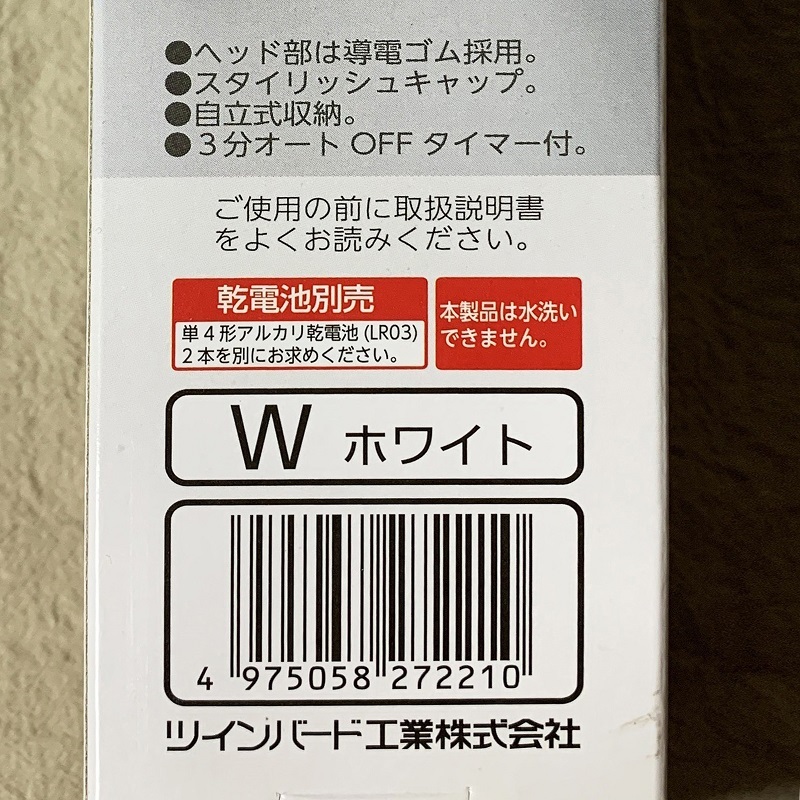 ●ヘッド部は導電ゴム採用。
●スタイリッシュキャップ。
●自立式収納。
●3分オート OFF タイマー付。
ご使用の前に取扱説明書
をよくお読みください。
乾電池別売
単4形アルカリ乾電池 (LR03)
2本を別にお求めください。
本製品は水洗い
できません。
W ホワイト
4 975058 272210
ツインバード工業株式会社